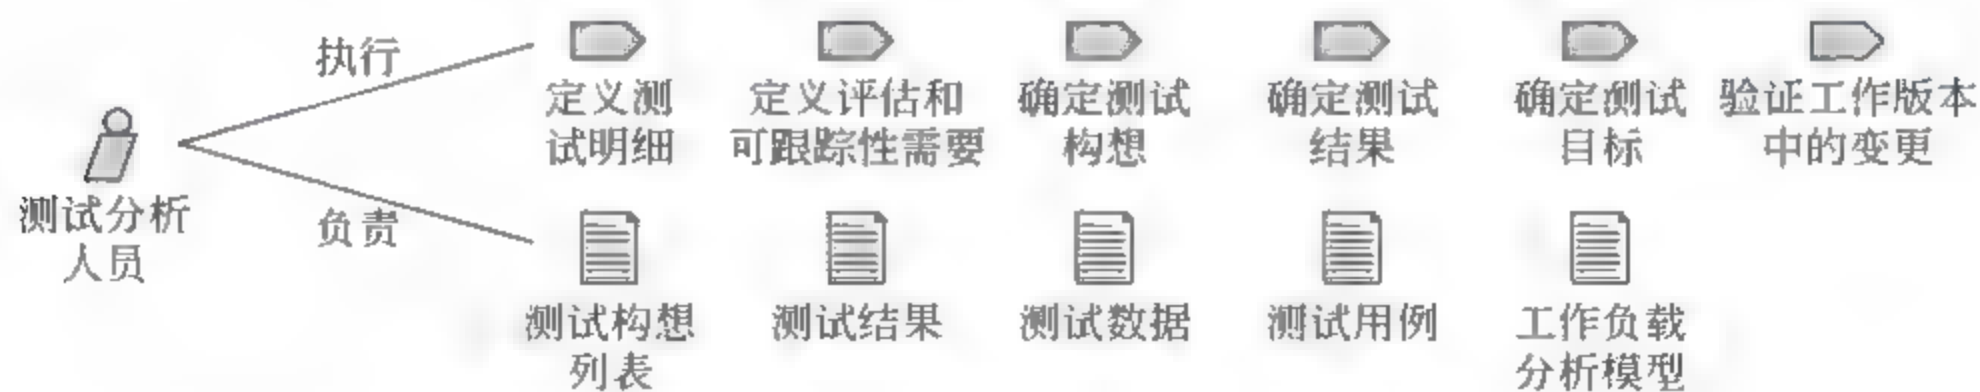 执行
定义测
试明细
定义评估和
可跟踪性需要
确定测试
构想
确定测试
结果
确定测试
目标
验证工作版本
中的变更
测试分析
人员
负责
测试构想
列表
测试结果
测试数据
测试用例
工作负载
分析模型